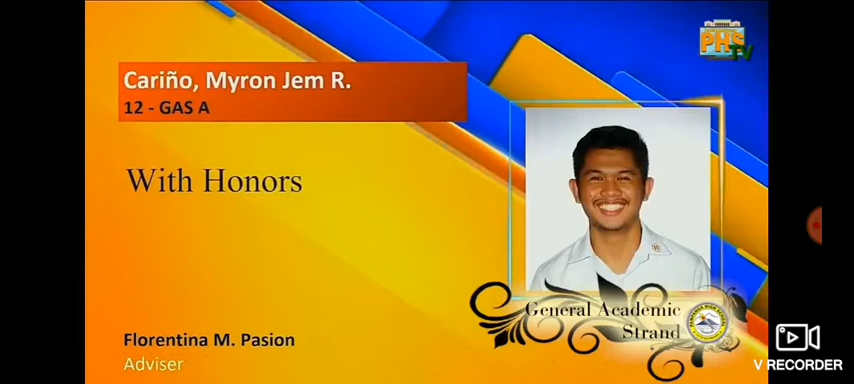 PHS
TV
Cariño, Myron Jem R.
12 - GAS A
With Honors
General Academic
Strand
Florentina M. Pasion
Adviser
V RECORDER